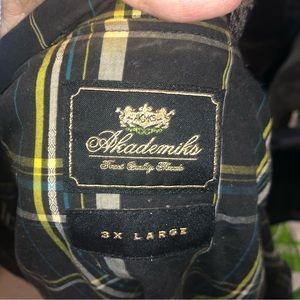 Akademiks
Finest Quality Threads
3X LARGE